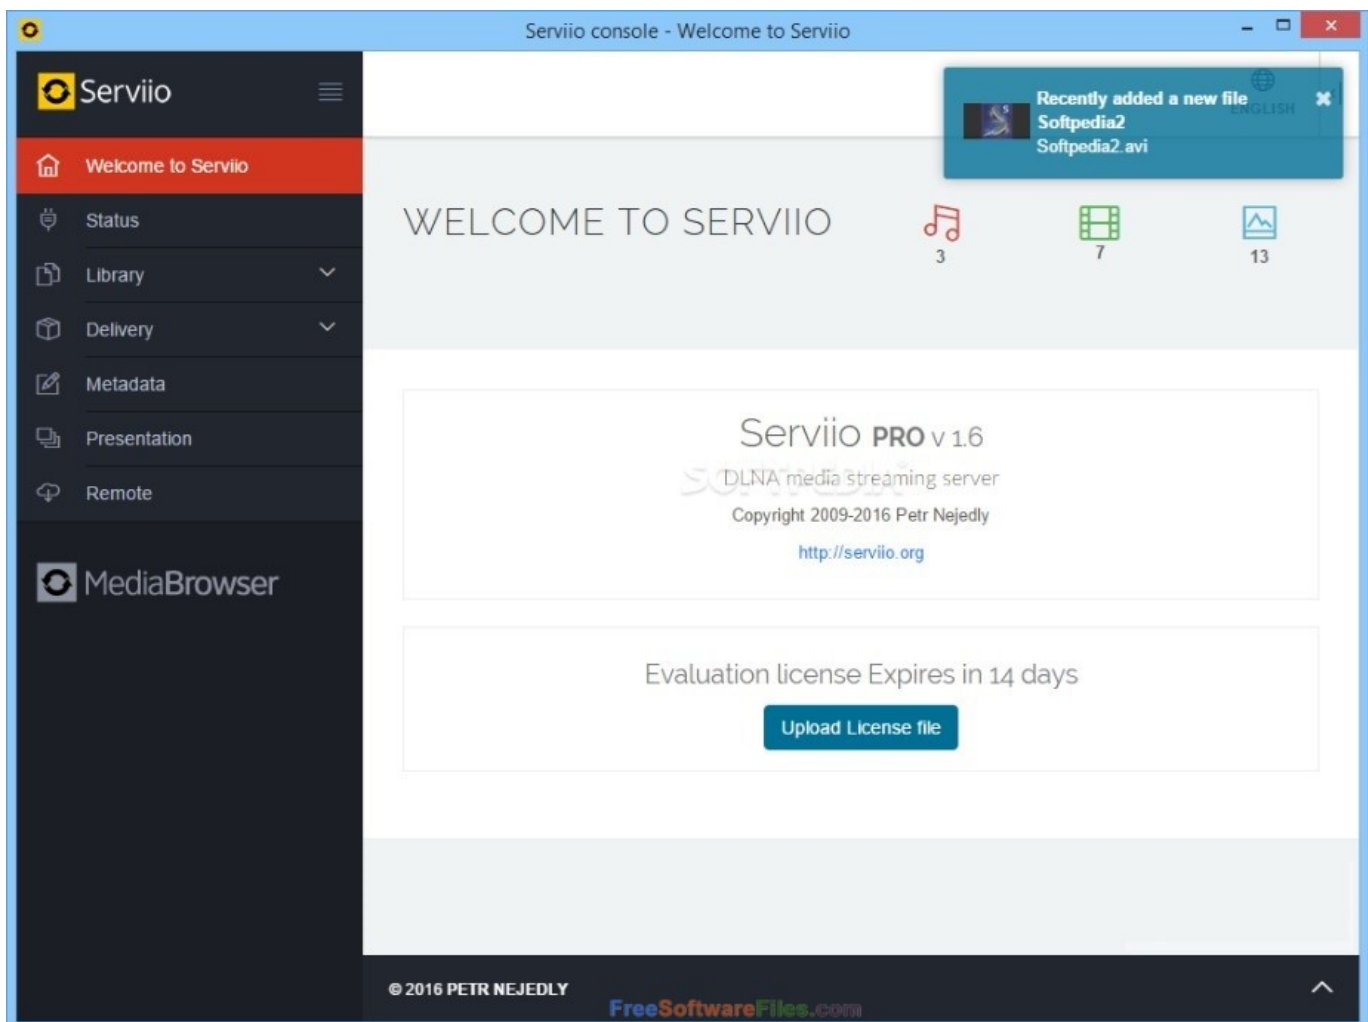 Serviio console - Welcome to Serviio
Serviio
ENGLISH
Recently added a new file
Softpedia2
Softpedia2.avi
Welcome to Serviio
Status
Library
Delivery
Metadata
Presentation
Remote
MediaBrowser
WELCOME TO SERVIIO
3
7
13
Serviio PRO v 1.6
SOFTPEDIA
DLNA media streaming server
Copyright 2009-2016 Petr Nejedly
http://serviio.org
Evaluation license Expires in 14 days
Upload License file
© 2016 PETR NEJEDLY
FreeSoftwareFiles.com